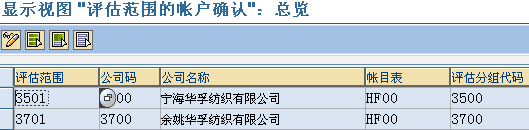 显示视图 "评估范围的帐户确认": 总览
评估范围 公司码 公司名称 帐目表 评估分组代码
3501 00 宁海华孚纺织有限公司 HF00 3500
3701 3700 余姚华孚纺织有限公司 HF00 3700